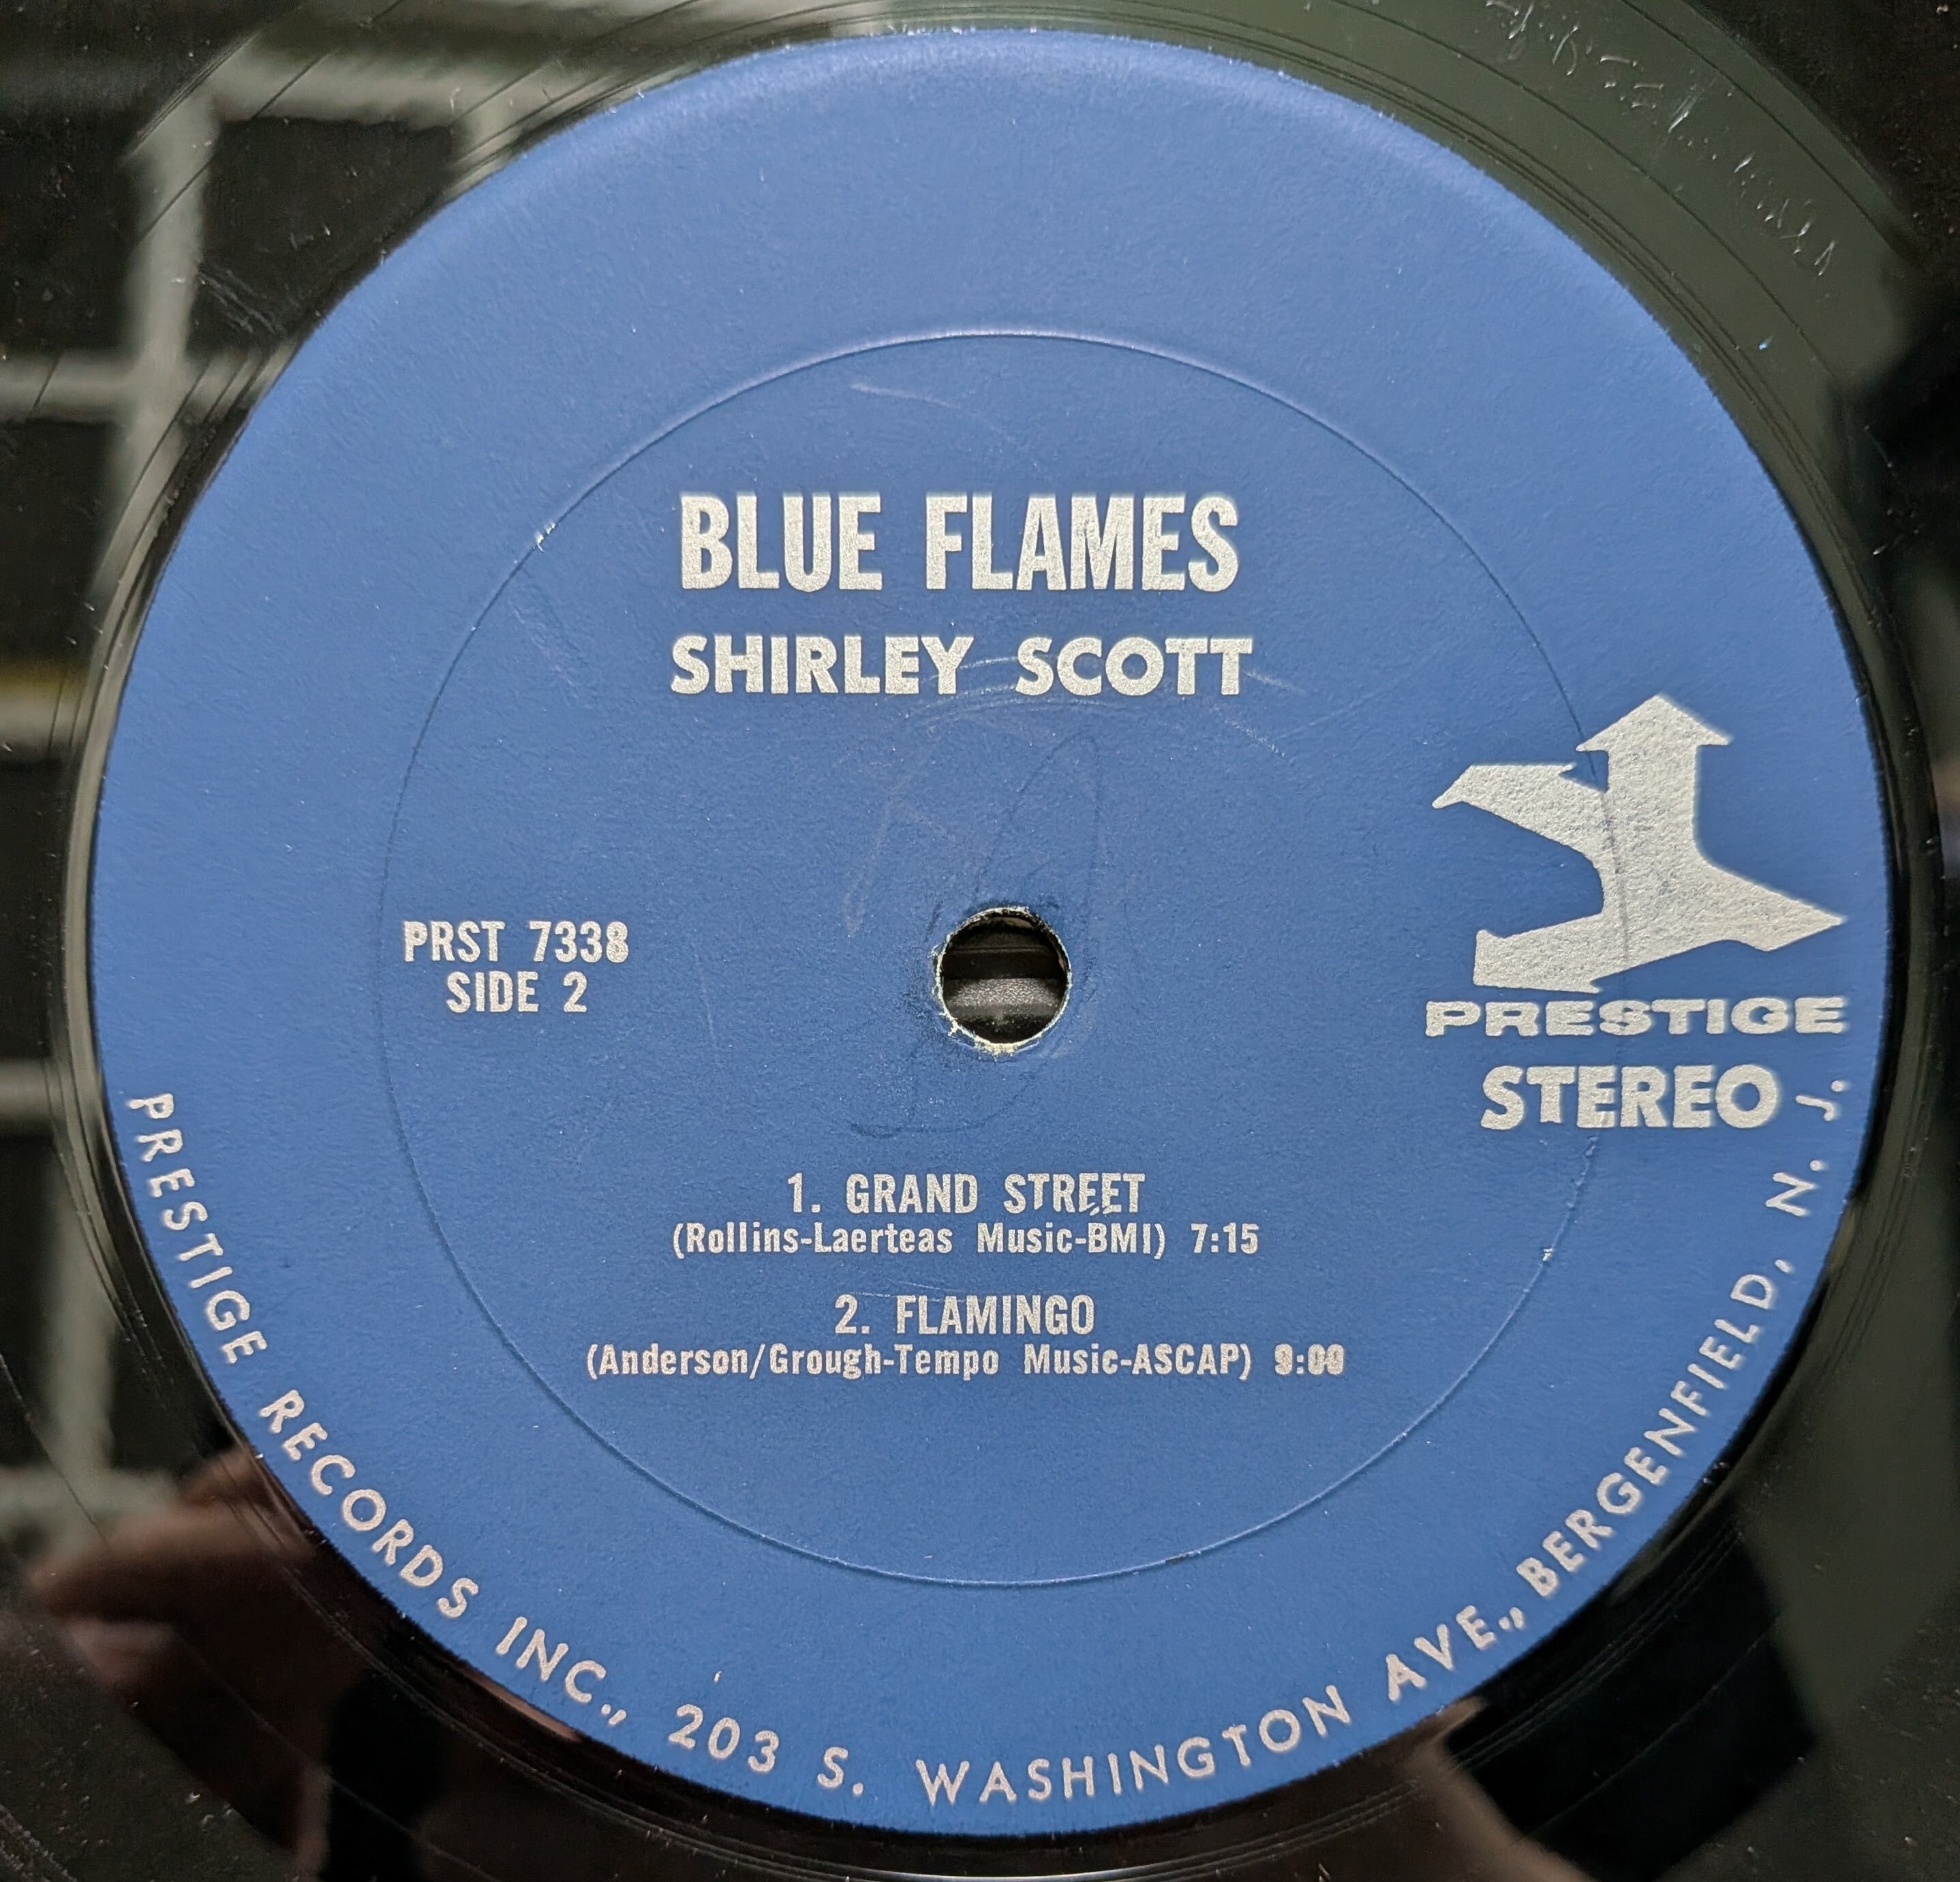 BLUE FLAMES
SHIRLEY SCOTT
PRST 7338
SIDE 2
PRESTIGE
STEREO
1. GRAND STREET
(Rollins-Laerteas Music-BMI) 7:15
2. FLAMINGO
(Anderson/Grough-Tempo Music-ASCAP) 9:00
PRESTIGE RECORDS INC., 203 S. WASHINGTON AVE., BERGENFIELD, N. J.